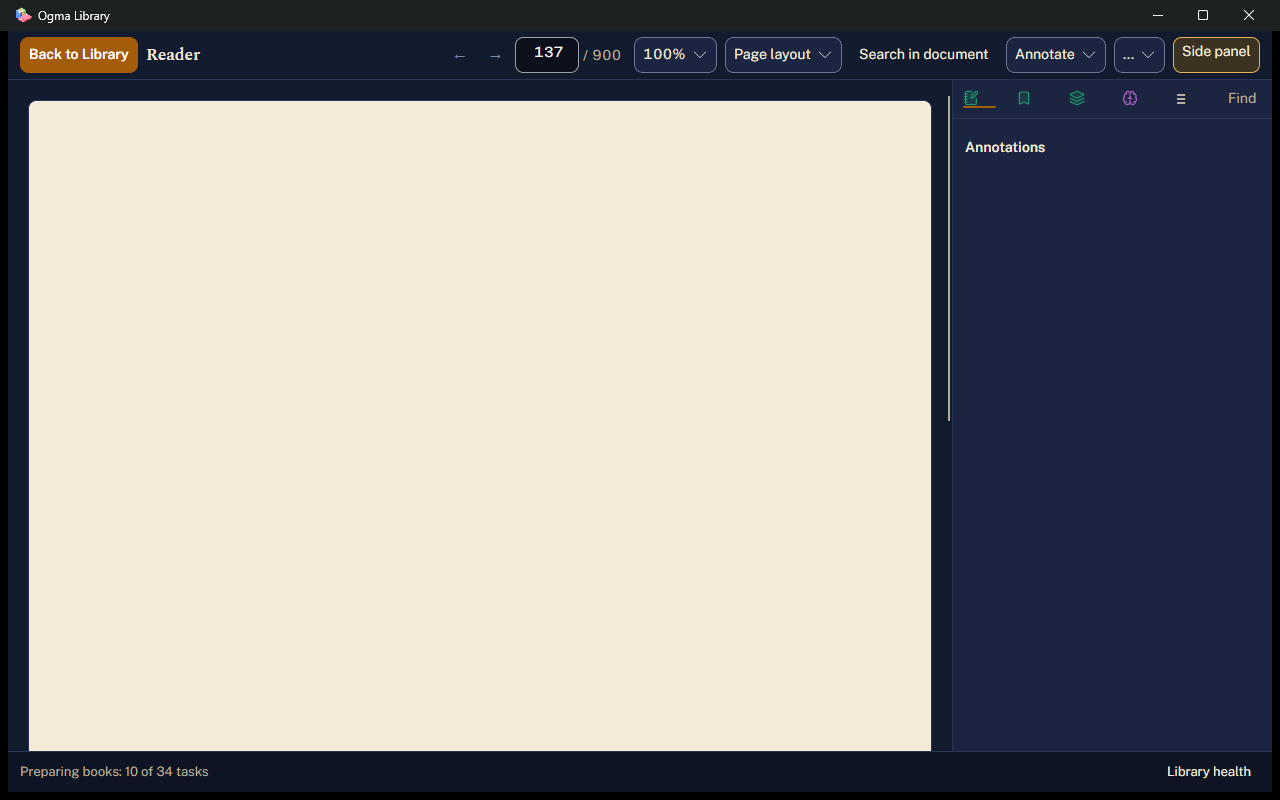 Ogma Library
Back to Library Reader ← → 137 / 900 100% Page layout Search in document Annotate ... Side panel
Find
Annotations
Preparing books: 10 of 34 tasks Library health